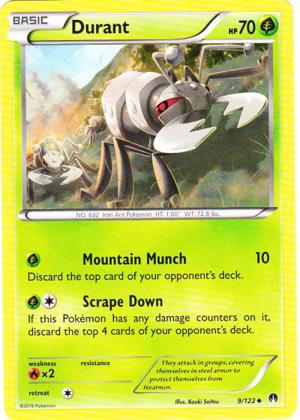 BASIC
Durant
HP 70
NO. 632 Iron Ant Pokémon HT: 1'00" WT: 72.8 lbs.
Mountain Munch 10
Discard the top card of your opponent's deck.
Scrape Down
If this Pokémon has any damage counters on it,
discard the top 4 cards of your opponent's deck.
weakness resistance
×2
retreat
They attack in groups, covering
themselves in steel armor to
protect themselves from
Heatmor.
©2016 Pokémon
Illus. Kouki Saitou
9/122